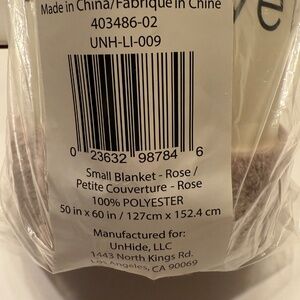 Made in China/Fabriqué in Chine
403486-02
UNH-LI-009
0 23632 98784 6
Small Blanket - Rose /
Petite Couverture - Rose
100% POLYESTER
50 in x 60 in / 127cm x 152.4 cm
Manufactured for:
UnHide, LLC
1443 North Kings Rd.
Los Angeles, CA 90069